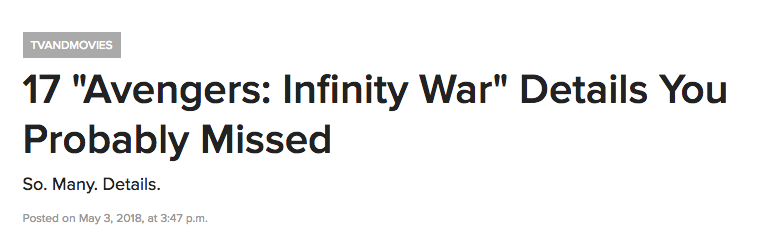 TVANDMOVIES
17 "Avengers: Infinity War" Details You
Probably Missed
So. Many. Details.
Posted on May 3, 2018, at 3:47 p.m.